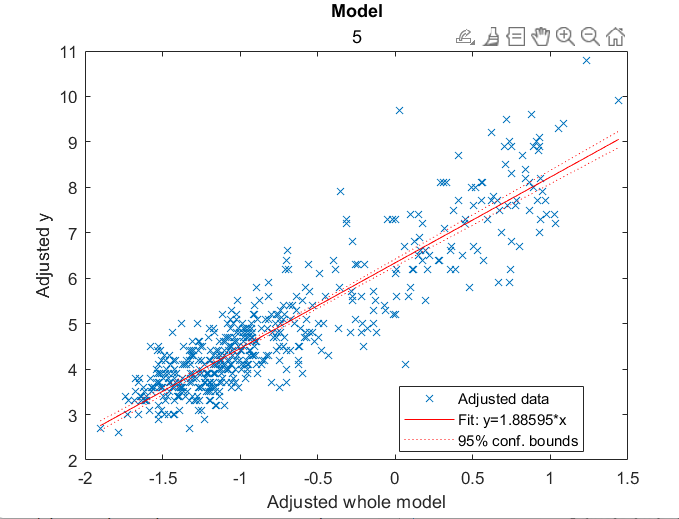 Model
5
11
10
9
8
7
6
5
4
3
2
Adjusted y
Adjusted data
Fit: y=1.88595*x
95% conf. bounds
-2 -1.5 -1 -0.5 0 0.5 1 1.5
Adjusted whole model